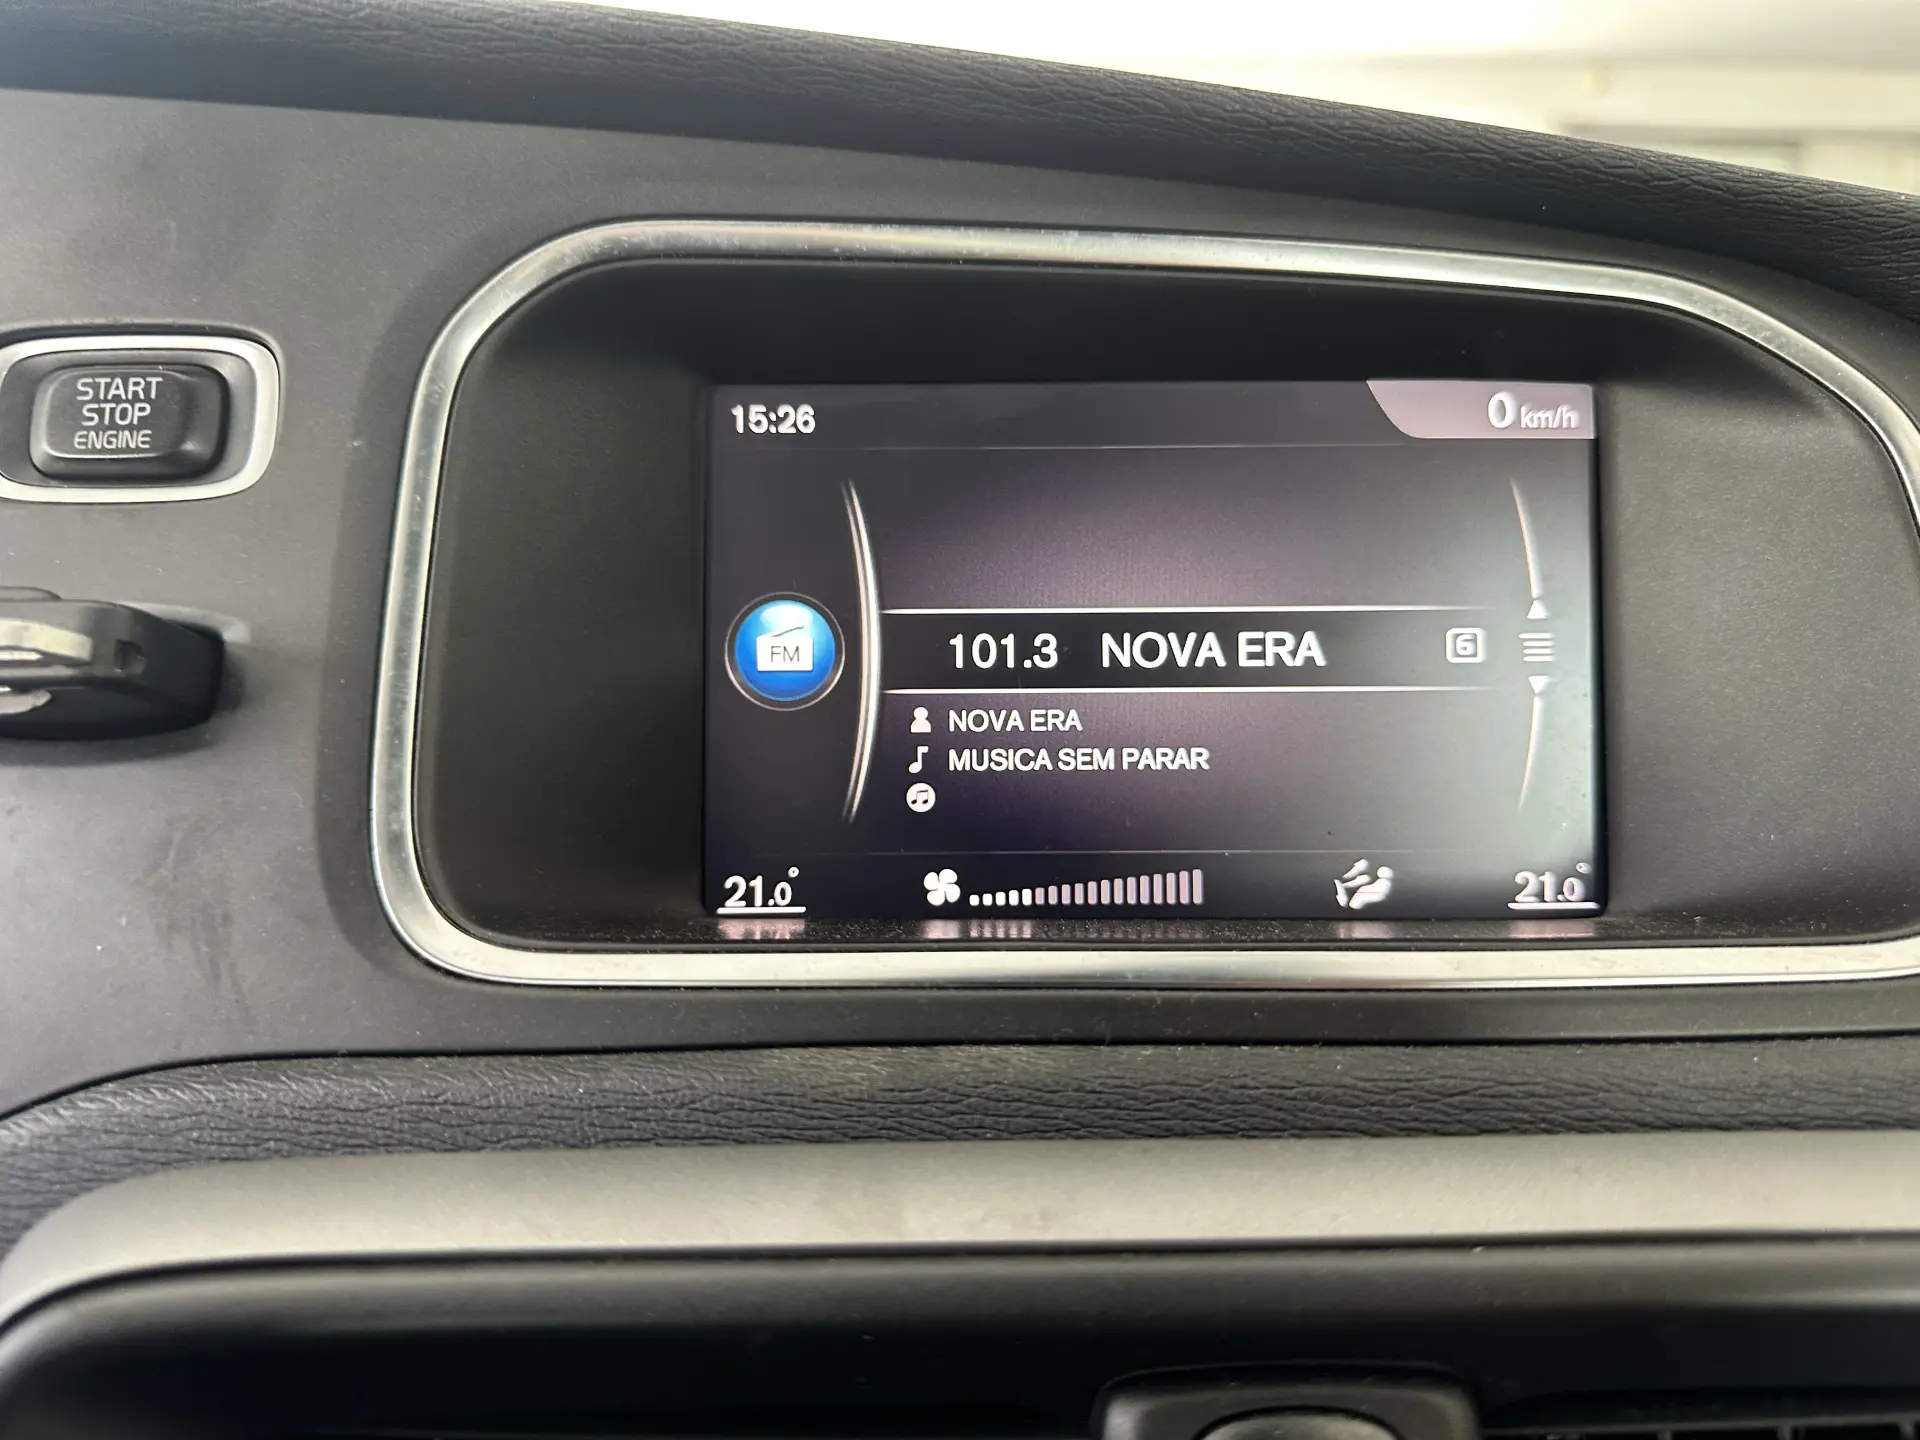 START
STOP
ENGINE
15:26
0 km/h
FM
101.3 NOVA ERA 6
NOVA ERA
MUSICA SEM PARAR
21.0° 21.0°